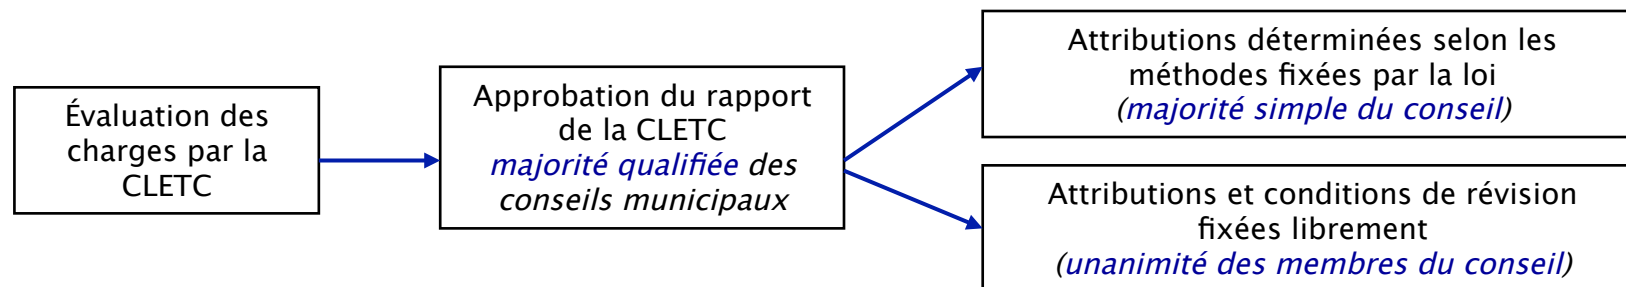 Évaluation des
charges par la
CLETC
Approbation du rapport
de la CLETC
majorité qualifiée des
conseils municipaux
Attributions déterminées selon les
méthodes fixées par la loi
(majorité simple du conseil)
Attributions et conditions de révision
fixées librement
(unanimité des membres du conseil)